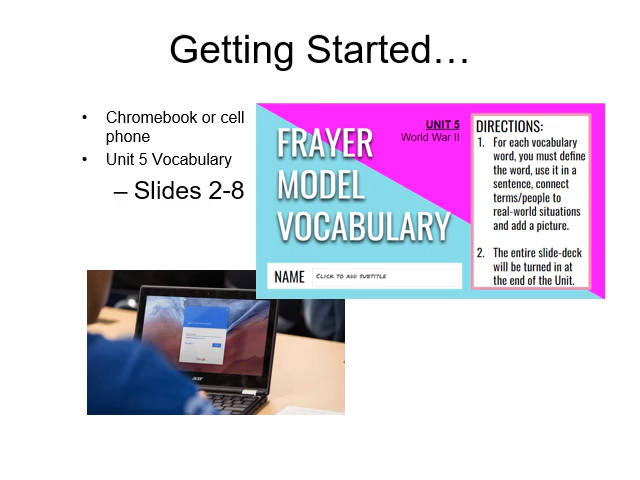 Getting Started…
• Chromebook or cell
phone
• Unit 5 Vocabulary
– Slides 2-8
FRAYER
MODEL
VOCABULARY
UNIT 5
World War II
NAME
CLICK TO ADD SUBTITLE
DIRECTIONS:
1. For each vocabulary
word, you must define
the word, use it in a
sentence, connect
terms/people to
real-world situations
and add a picture.
2. The entire slide-deck
will be turned in at
the end of the Unit.
acer